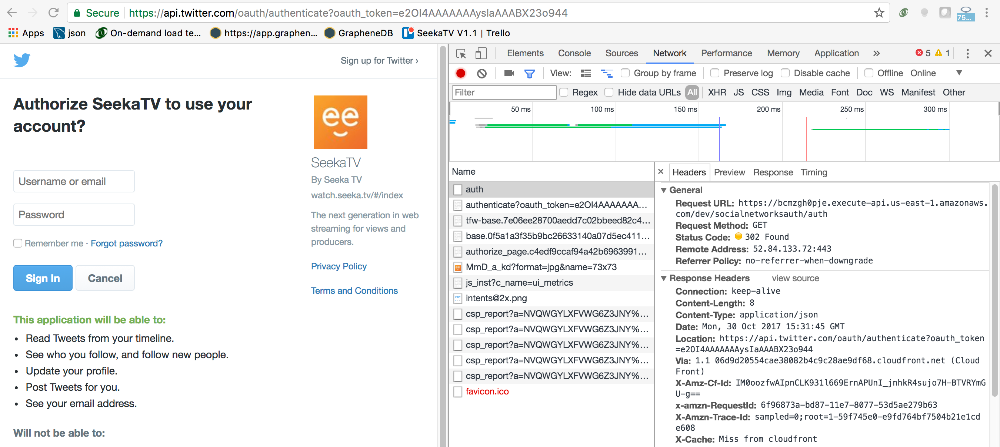 Secure https://api.twitter.com/oauth/authenticate?oauth_token=e2OI4AAAAAAAysIaAAABX23o944
75...
Apps json On-demand load te... https://app.graphen... GrapheneDB SeekaTV V1.1 | Trello
Sign up for Twitter ›
Authorize SeekaTV to use your
account?
Username or email
Password
Remember me · Forgot password?
Sign In Cancel
This application will be able to:
• Read Tweets from your timeline.
• See who you follow, and follow new people.
• Update your profile.
• Post Tweets for you.
• See your email address.
Will not be able to:
ee
SeekaTV
By Seeka TV
watch.seeka.tv/#/index
The next generation in web
streaming for views and
producers.
Privacy Policy
Terms and Conditions
Elements Console Sources Network Performance Memory Application » 5 1
View: Group by frame Preserve log Disable cache Offline Online
Filter Regex Hide data URLs All XHR JS CSS Img Media Font Doc WS Manifest Other
50 ms 100 ms 150 ms 200 ms 250 ms 300 ms
Name
auth
authenticate?oauth_token=e2OI4AAAAAAA...
tfw-base.7e06ee28700aedd7c02bbeed82c4...
base.0f5a1a3f35b9bc26633140a07d5ec411...
authorize_page.c4edf9ccaf94a42b6963991...
MmD_a_kd?format=jpg&name=73x73
js_inst?c_name=ui_metrics
intents@2x.png
csp_report?a=NVQWGYLXFVWG6Z3JNY%...
csp_report?a=NVQWGYLXFVWG6Z3JNY%...
csp_report?a=NVQWGYLXFVWG6Z3JNY%...
csp_report?a=NVQWGYLXFVWG6Z3JNY%...
csp_report?a=NVQWGYLXFVWG6Z3JNY%...
favicon.ico
× Headers Preview Response Timing
General
Request URL: https://bcmzgh0pje.execute-api.us-east-1.amazonaws.
com/dev/socialnetworksauth/auth
Request Method: GET
Status Code: 302 Found
Remote Address: 52.84.133.72:443
Referrer Policy: no-referrer-when-downgrade
Response Headers view source
Connection: keep-alive
Content-Length: 8
Content-Type: application/json
Date: Mon, 30 Oct 2017 15:31:45 GMT
Location: https://api.twitter.com/oauth/authenticate?oauth_token
=e2OI4AAAAAAAysIaAAABX23o944
Via: 1.1 06d9d20554cae38082b4c9c28ae9df68.cloudfront.net (Cloud
Front)
X-Amz-Cf-Id: IM0oozfwAIpnCLK931l669ErnAPUnI_jnhkR4sujo7H-BTVRYmG
U-g==
x-amzn-RequestId: 6f96873a-bd87-11e7-8077-53d5ae279b63
X-Amzn-Trace-Id: sampled=0;root=1-59f745e0-e9fd764bf7504b21e1cd
e608
X-Cache: Miss from cloudfront